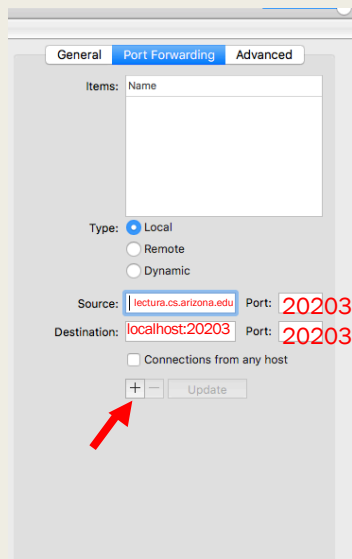 General Port Forwarding Advanced
Items: Name
Type: Local
Remote
Dynamic
Source: lectura.cs.arizona.edu Port: 20203
Destination: localhost:20203 Port: 20203
Connections from any host
+ − Update